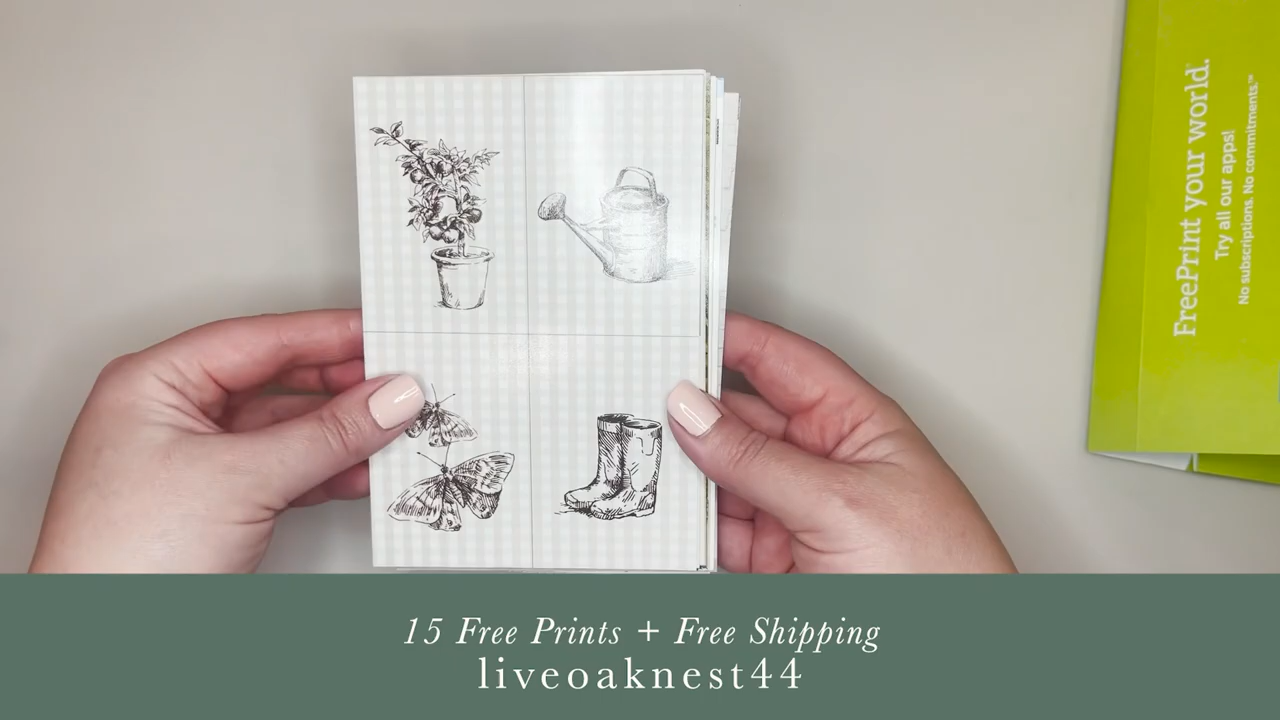 FreePrint your world.
Try all our apps!
No subscriptions. No commitments.™
15 Free Prints + Free Shipping
liveoaknest44